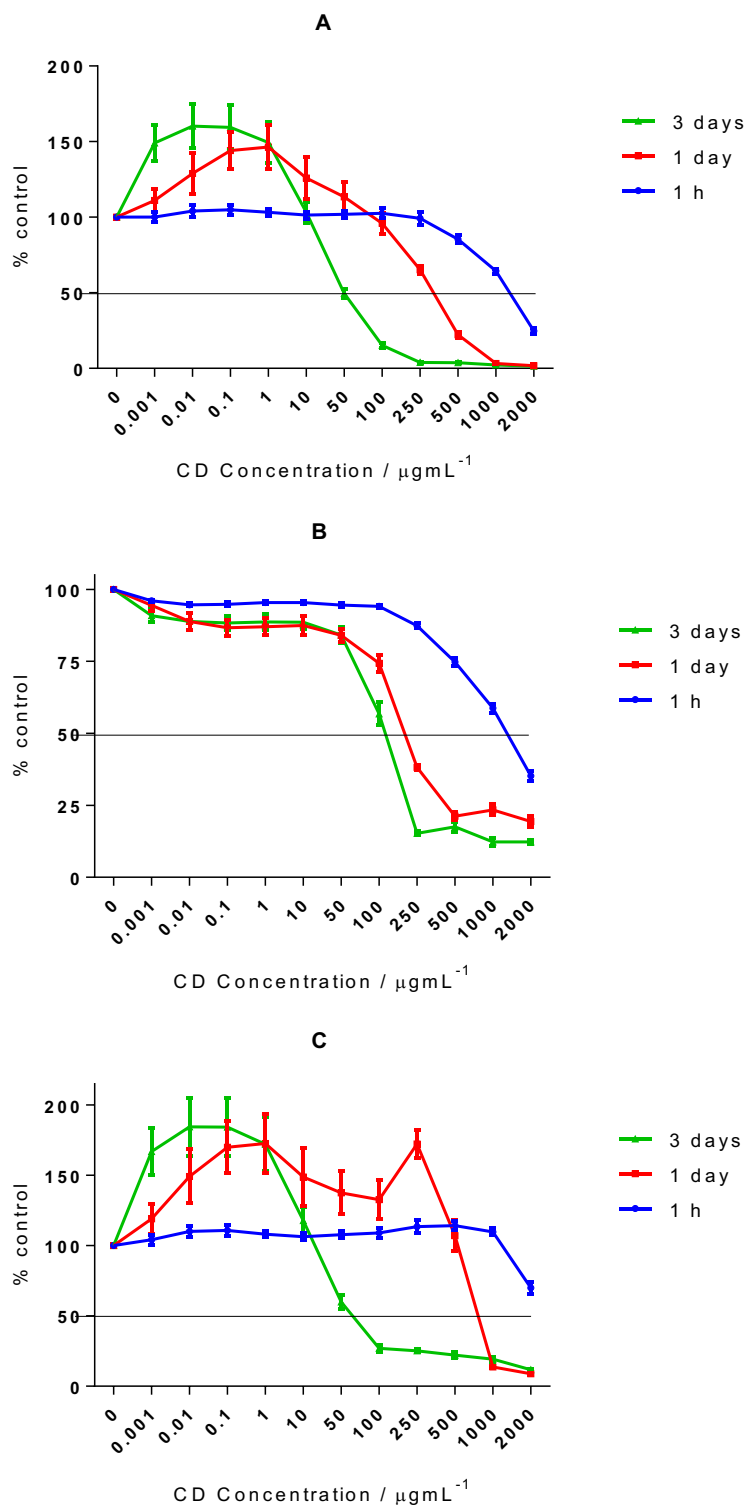 A
200
150
100
50
0
% control
0 0.001 0.01 0.1 1 10 50 100 250 500 1000 2000
CD Concentration / μgmL⁻¹
3 days
1 day
1 h
B
100
75
50
25
0
% control
0 0.001 0.01 0.1 1 10 50 100 250 500 1000 2000
CD Concentration / μgmL⁻¹
3 days
1 day
1 h
C
200
150
100
50
0
% control
0 0.001 0.01 0.1 1 10 50 100 250 500 1000 2000
CD Concentration / μgmL⁻¹
3 days
1 day
1 h